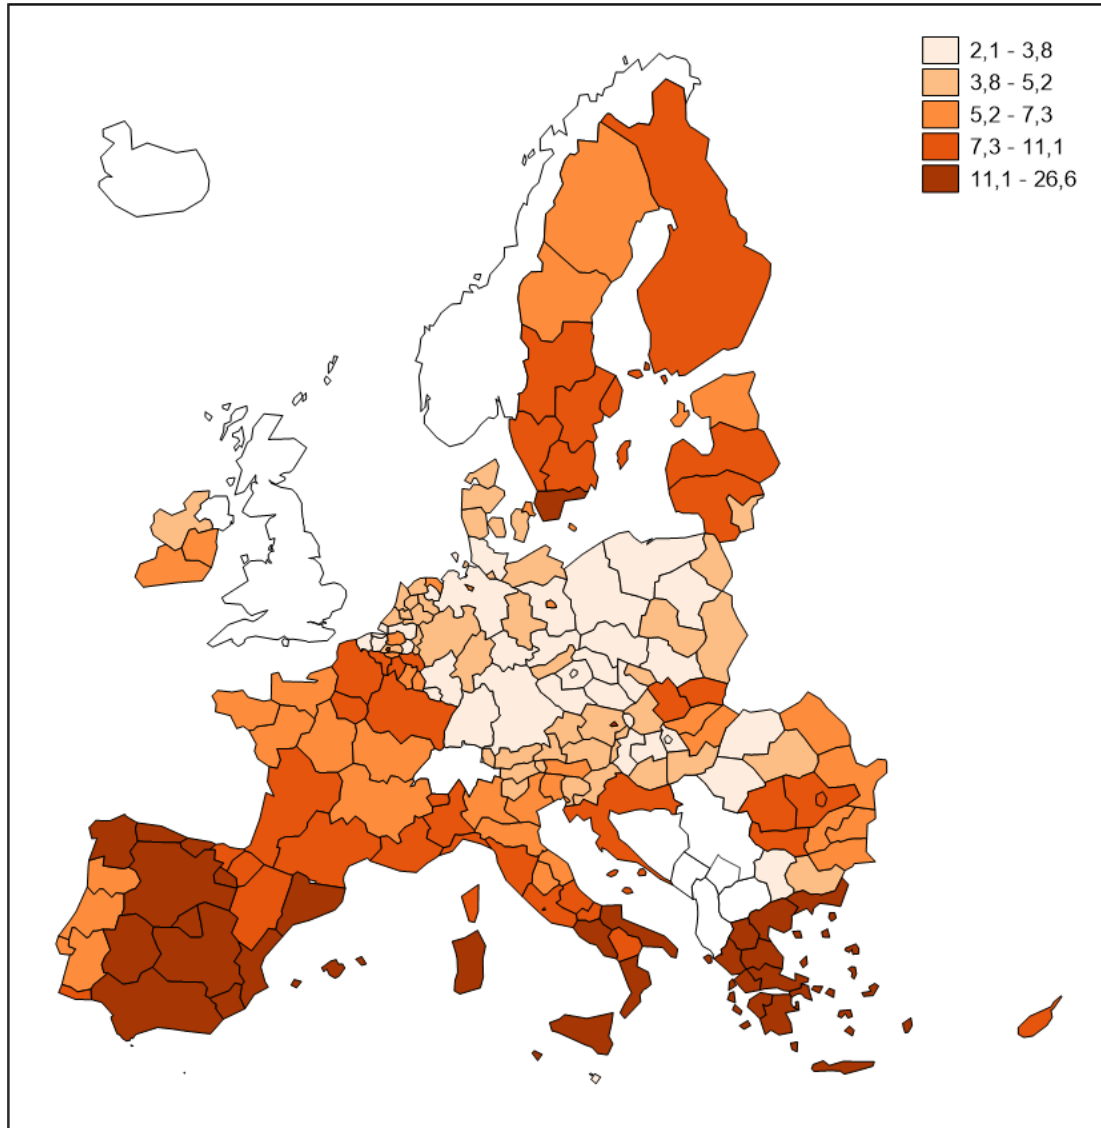 2,1 - 3,8
3,8 - 5,2
5,2 - 7,3
7,3 - 11,1
11,1 - 26,6